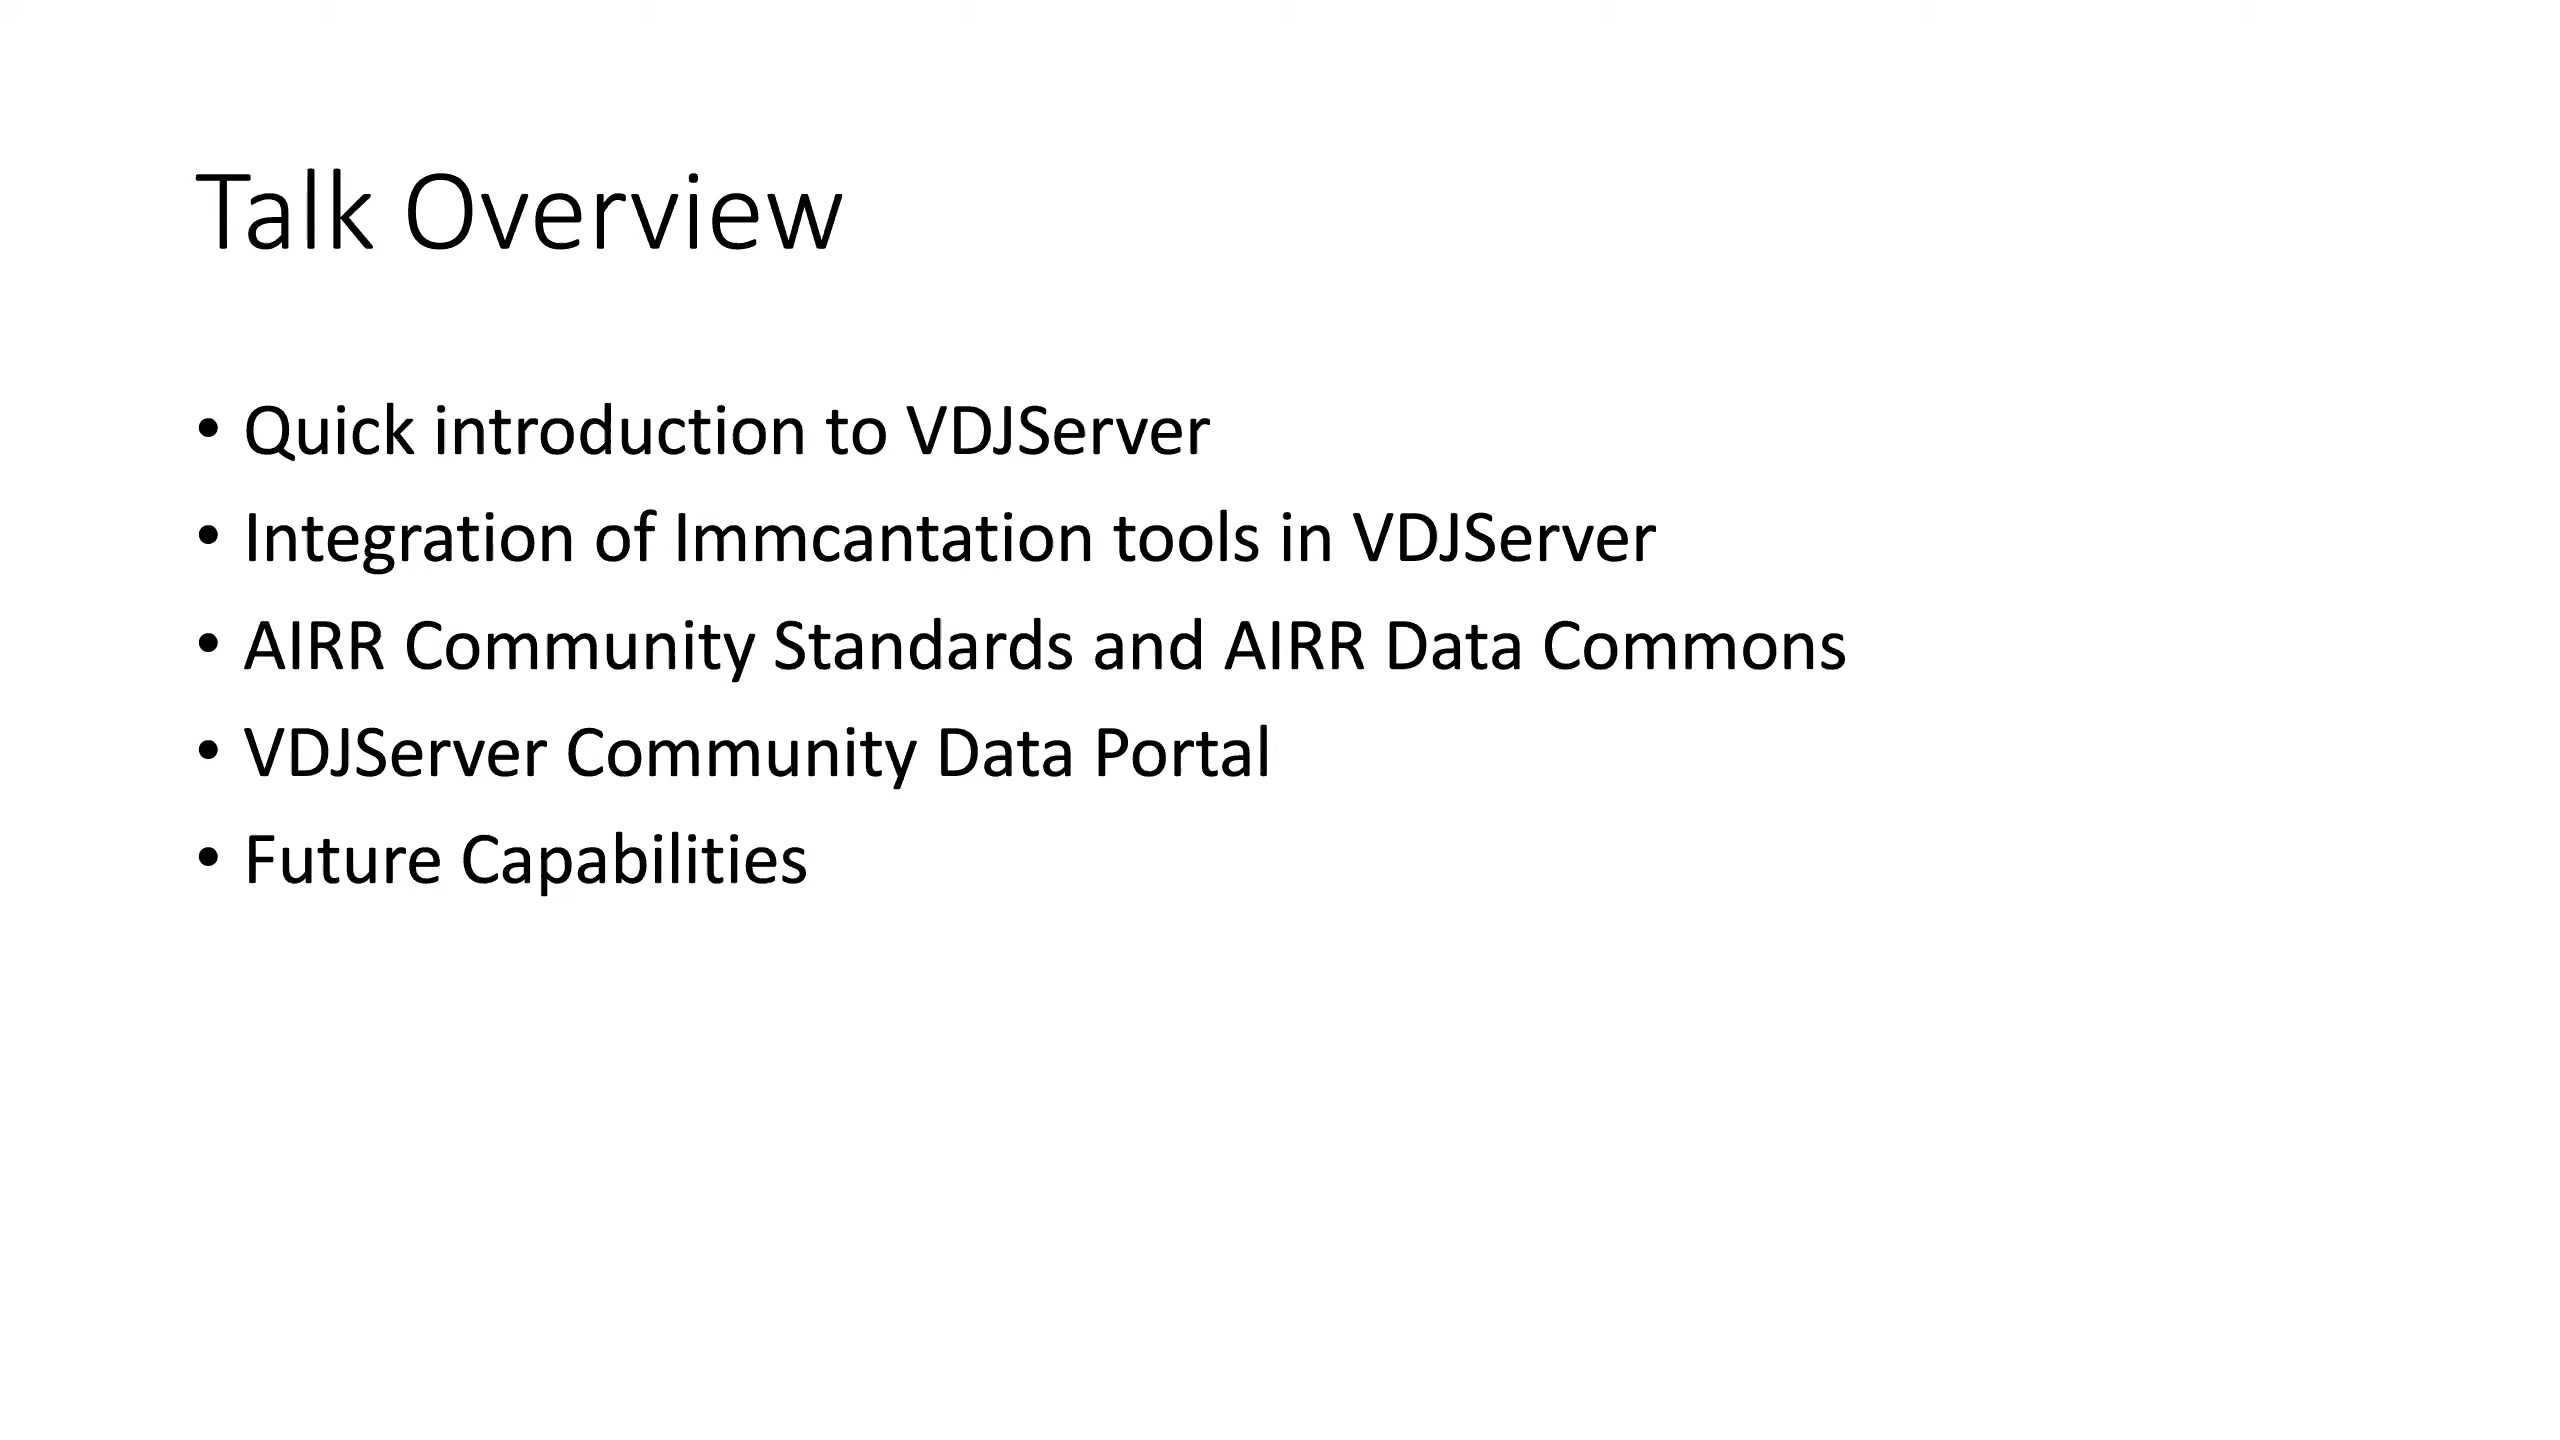 Talk Overview
• Quick introduction to VDJServer
• Integration of Immcantation tools in VDJServer
• AIRR Community Standards and AIRR Data Commons
• VDJServer Community Data Portal
• Future Capabilities